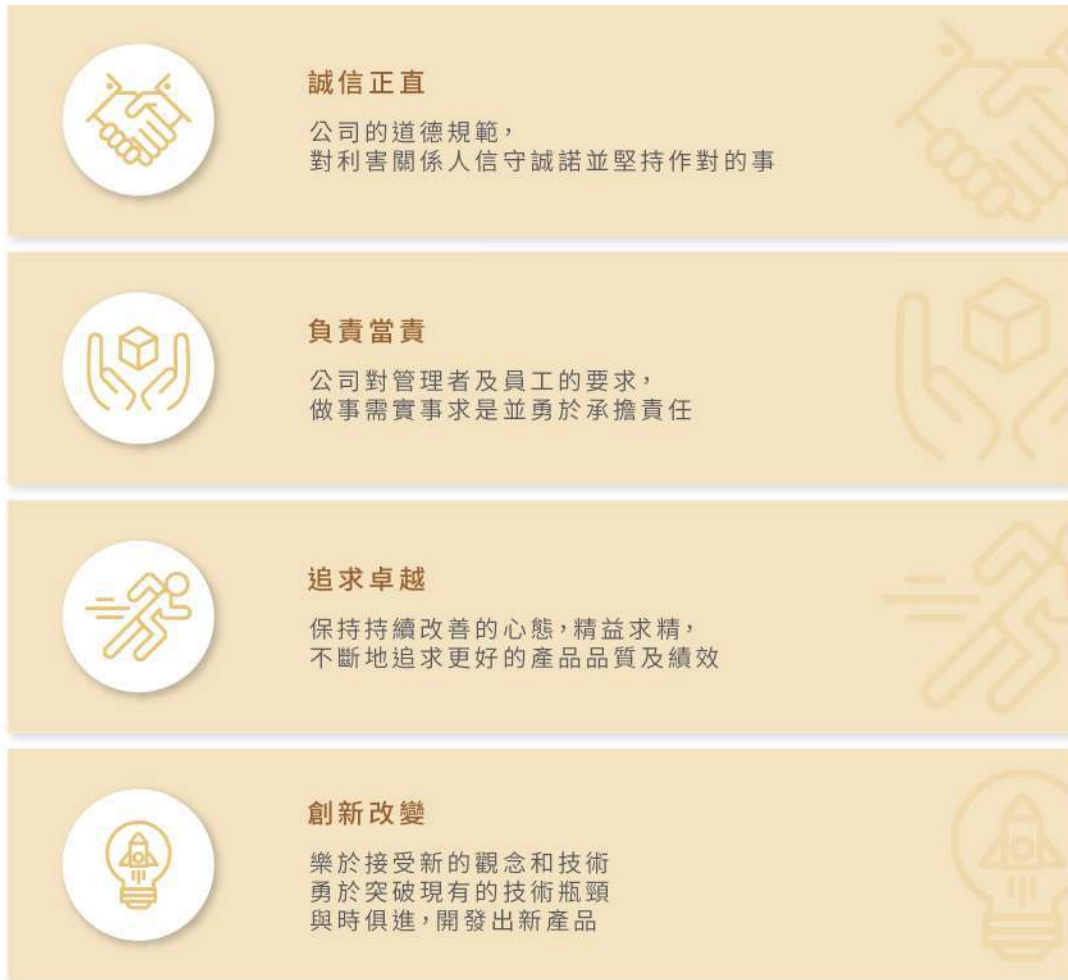 誠信正直
公司的道德規範，
對利害關係人信守誠諾並堅持作對的事
負責當責
公司對管理者及員工的要求，
做事需實事求是並勇於承擔責任
追求卓越
保持持續改善的心態，精益求精，
不斷地追求更好的產品品質及績效
創新改變
樂於接受新的觀念和技術
勇於突破現有的技術瓶頸
與時俱進，開發出新產品